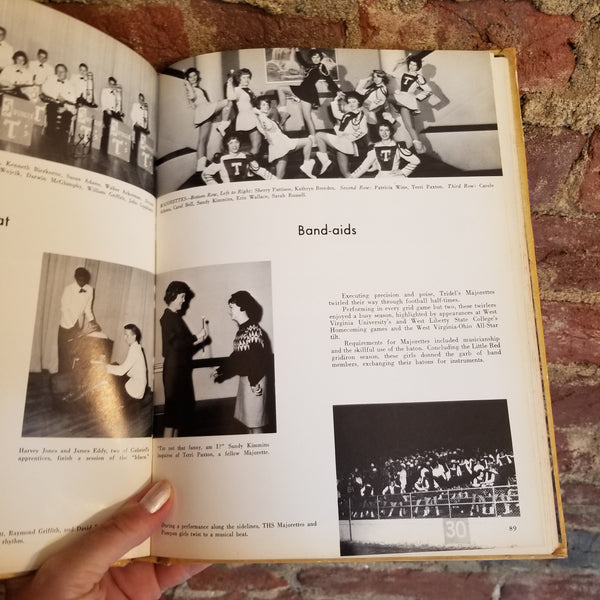 T's
T's
Kenneth Bierkortte, Susan Adams, Walter
Wojcik, Darwin McGlumphy, William Griffith, John
at
Harvey Jones and James Eddy, two of Gabriel's
apprentices, finish a session of the "blues"
Raymond Griffith, and David
rhythm.
T
T
T
T
MAJORETTES—Bottom Row, Left to Right: Sherry Pattison, Kathryn Breeden, Second Row: Patricia Wise, Terri Paxton, Third Row: Carole
Adams, Carol Bell, Sandy Kimmins, Erin Wallace, Sarah Russell.
Band-aids
Executing precision and poise, Tridel's Majorettes
twirled their way through football half-times.
Performing in every grid game but two, these twirlers
enjoyed a busy season, highlighted by appearances at West
Virginia University's and West Liberty State College's
Homecoming games and the West Virginia-Ohio All-Star
tilt.
Requirements for Majorettes included musicianship
and the skillful use of the baton. Concluding the Little Red
gridiron season, these girls donned the garb of band
members, exchanging their batons for instruments.
"I'm not that funny, am I?" Sandy Kimmins
inquires of Terri Paxton, a fellow Majorette.
During a performance along the sidelines, THS Majorettes and
Pompon girls twist to a musical beat.
30
89